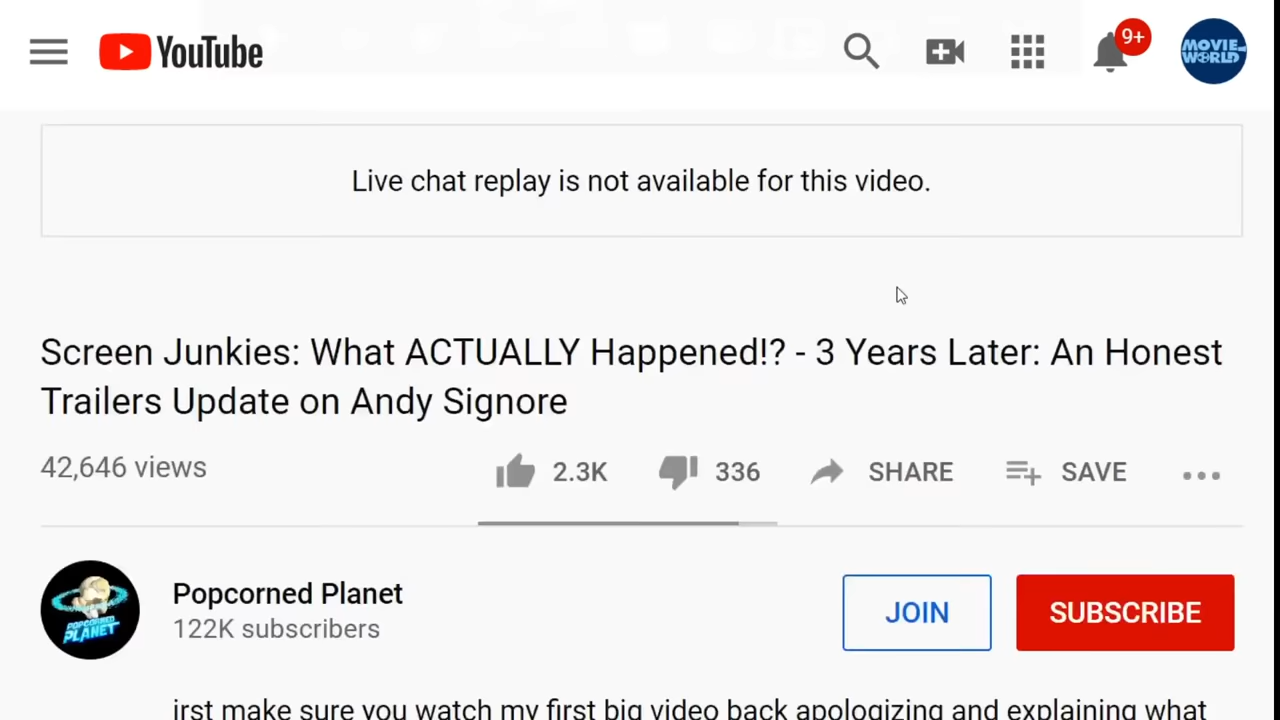 YouTube
9+
MOVIE
WORLD
Live chat replay is not available for this video.
Screen Junkies: What ACTUALLY Happened!? - 3 Years Later: An Honest
Trailers Update on Andy Signore
42,646 views
2.3K
336
SHARE
SAVE
POPCORNED
PLANET
Popcorned Planet
122K subscribers
JOIN
SUBSCRIBE
irst make sure you watch my first big video back apologizing and explaining what